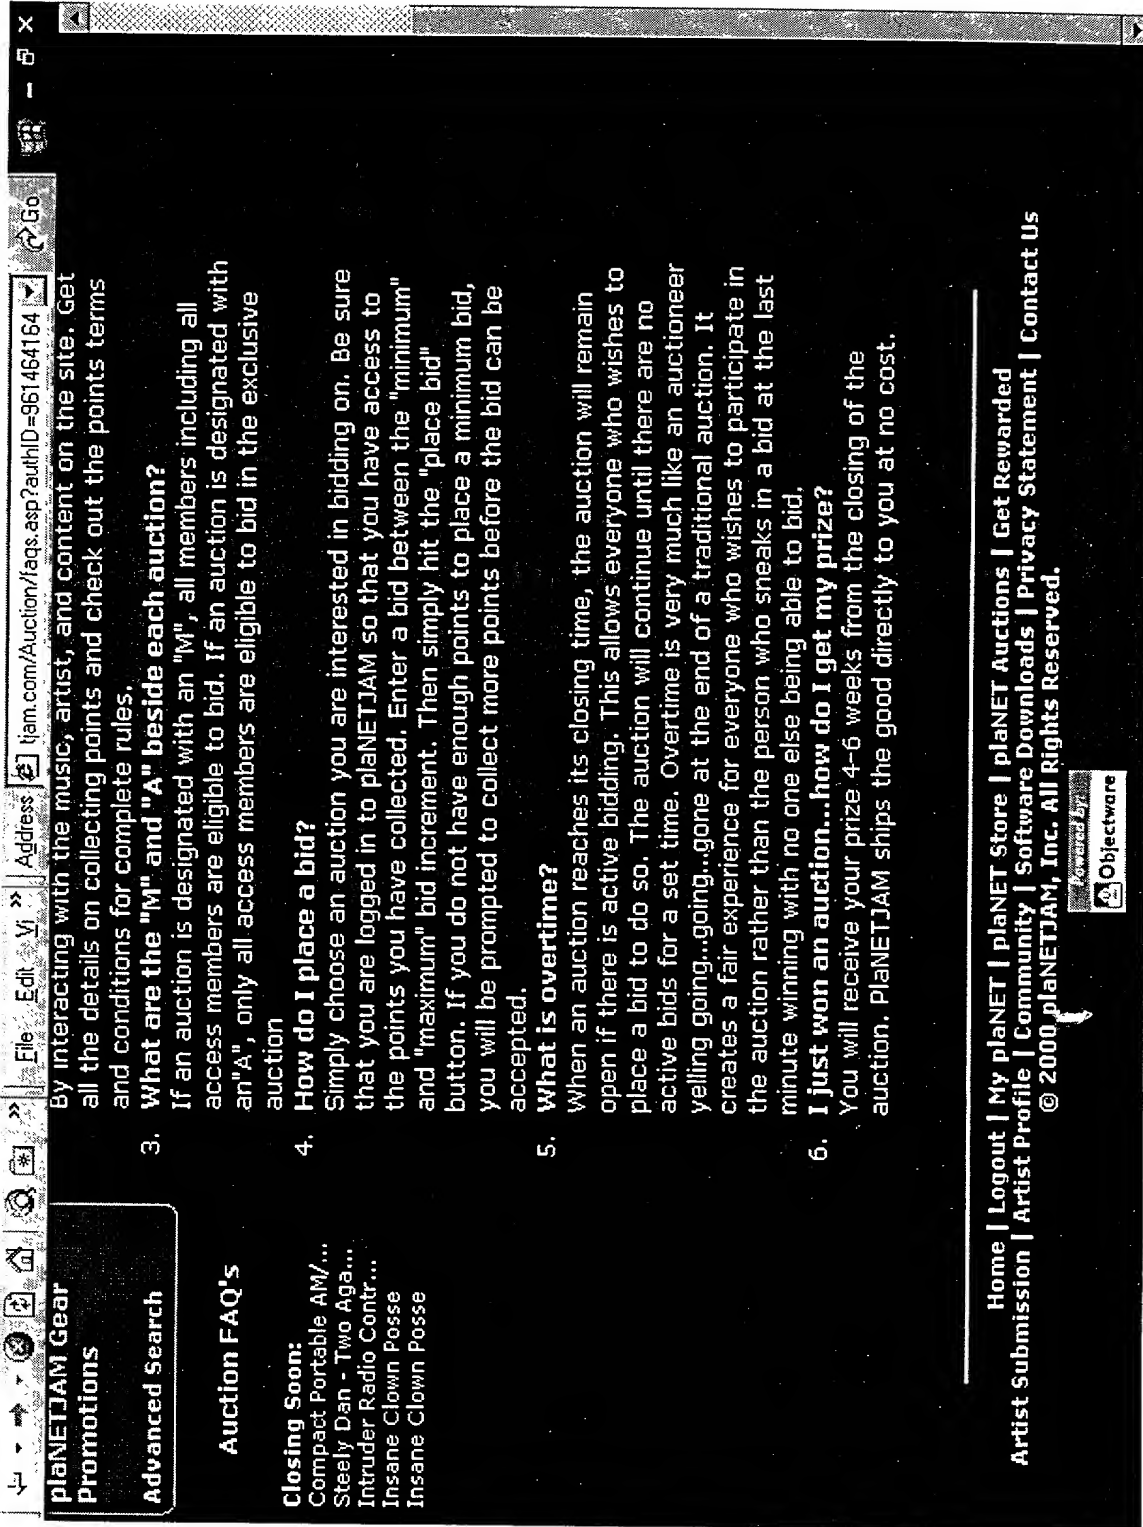 File Edit Vi >> Address tjam.com/Auction/faqs.asp?authID=961464164 Go
plaNETJAM Gear
Promotions
Advanced Search
Auction FAQ's
Closing Soon:
Compact Portable AM/...
Steely Dan - Two Aga...
Intruder Radio Contr...
Insane Clown Posse
Insane Clown Posse
By interacting with the music, artist, and content on the site. Get
all the details on collecting points and check out the points terms
and conditions for complete rules.
3. What are the "M" and "A" beside each auction?
If an auction is designated with an "M", all members including all
access members are eligible to bid. If an auction is designated with
an"A", only all access members are eligible to bid in the exclusive
auction
4. How do I place a bid?
Simply choose an auction you are interested in bidding on. Be sure
that you are logged in to plaNETJAM so that you have access to
the points you have collected. Enter a bid between the "minimum"
and "maximum" bid increment. Then simply hit the "place bid"
button. If you do not have enough points to place a minimum bid,
you will be prompted to collect more points before the bid can be
accepted.
5. What is overtime?
When an auction reaches its closing time, the auction will remain
open if there is active bidding. This allows everyone who wishes to
place a bid to do so. The auction will continue until there are no
active bids for a set time. Overtime is very much like an auctioneer
yelling going...going...gone at the end of a traditional auction. It
creates a fair experience for everyone who wishes to participate in
the auction rather than the person who sneaks in a bid at the last
minute winning with no one else being able to bid.
6. I just won an auction...how do I get my prize?
You will receive your prize 4-6 weeks from the closing of the
auction. PlaNETJAM ships the good directly to you at no cost.
Home | Logout | My plaNET | plaNET Store | plaNET Auctions | Get Rewarded
Artist Submission | Artist Profile | Community | Software Downloads | Privacy Statement | Contact Us
© 2000 plaNETJAM, Inc. All Rights Reserved.
Powered by:
Objectware